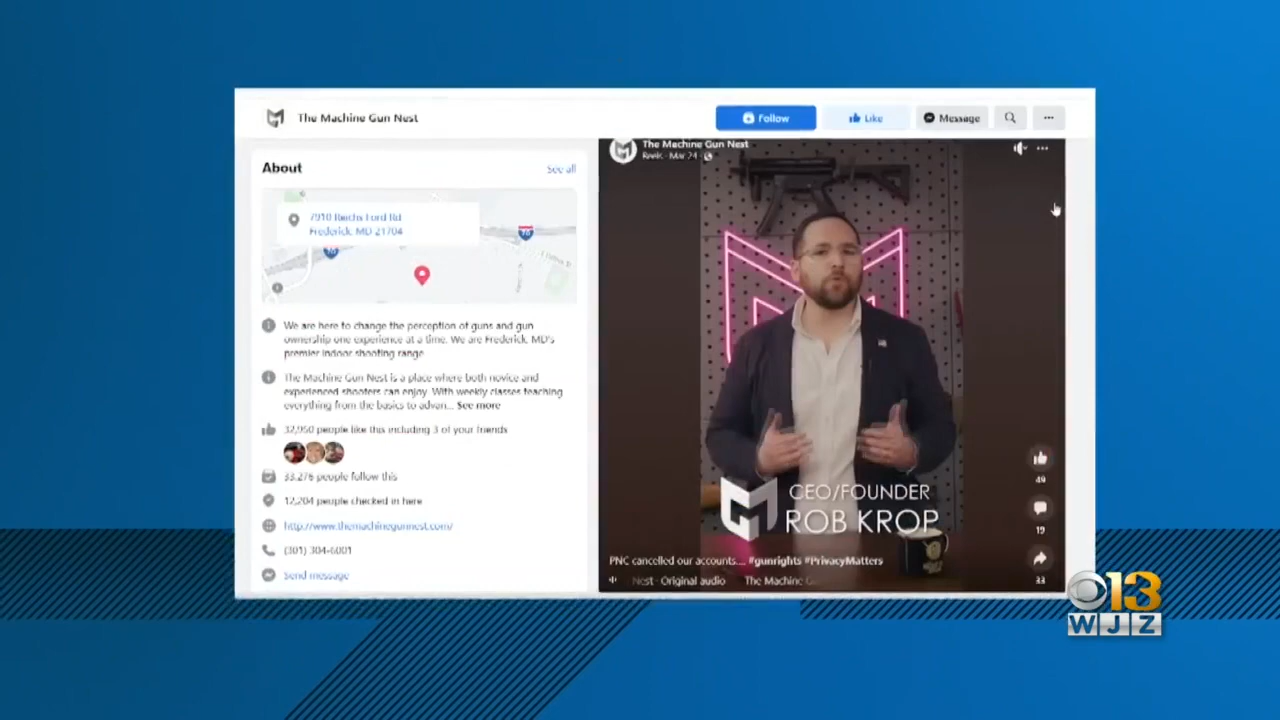 The Machine Gun Nest
Follow
Like
Message
About
See all
7910 Reichs Ford Rd
Frederick, MD 21704
We are here to change the perception of guns and gun
ownership one experience at a time. We are Frederick, MD's
premier indoor shooting range
The Machine Gun Nest is a place where both novice and
experienced shooters can enjoy. With weekly classes teaching
everything from the basics to advan... See more
32,950 people like this including 3 of your friends
33,276 people follow this
12,204 people checked in here
http://www.themachinegunnest.com/
(301) 304-6001
Send message
The Machine Gun Nest
Reels · Mar 24
CEO/FOUNDER
ROB KROP
49
19
33
PNC cancelled our accounts.... #gunrights #PrivacyMatters
Nest · Original audio The Machine G
13
WJZ